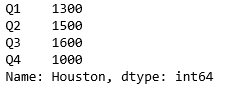 Q1    1300
Q2    1500
Q3    1600
Q4    1000
Name: Houston, dtype: int64